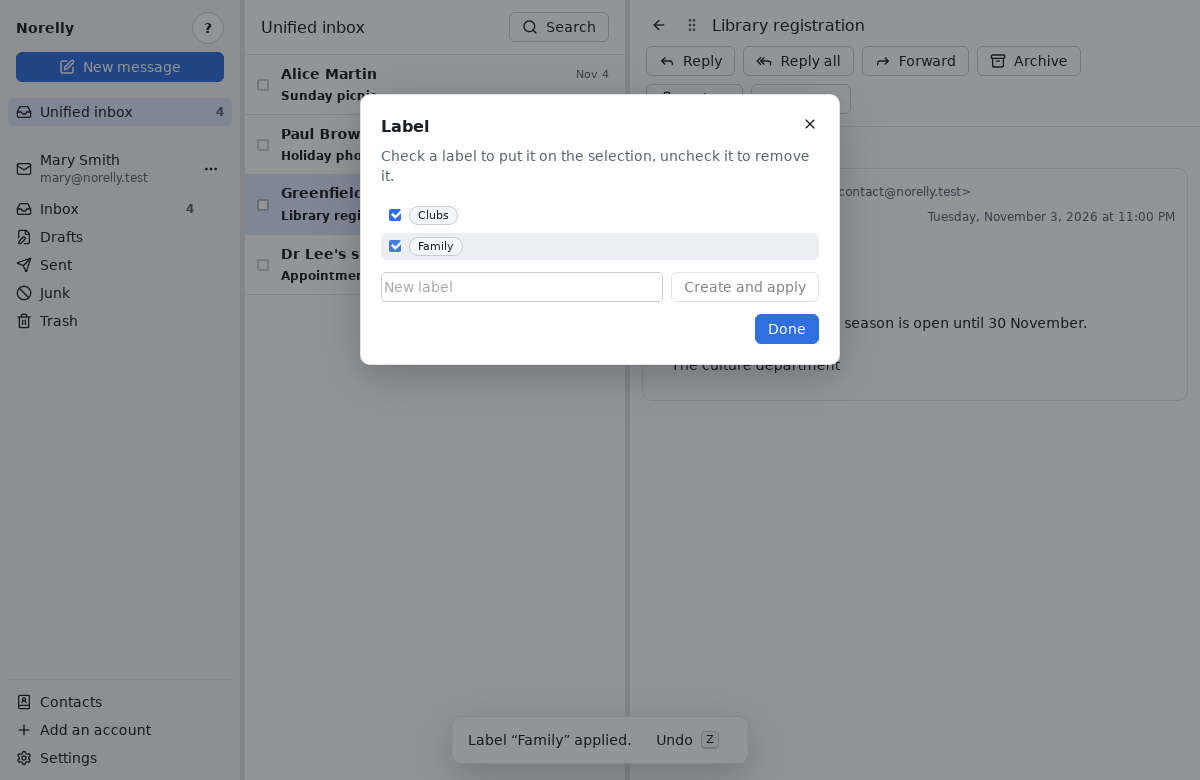 Norelly
?
New message
Unified inbox
4
Mary Smith
mary@norelly.test
Inbox
4
Drafts
Sent
Junk
Trash
Contacts
Add an account
Settings
Unified inbox
Search
Alice Martin
Nov 4
Sunday picnic
Paul Brow
Holiday pho
Greenfield
Library regi
Dr Lee's s
Appointmen
Library registration
Reply
Reply all
Forward
Archive
contact@norelly.test>
Tuesday, November 3, 2026 at 11:00 PM
season is open until 30 November.
The culture department
Label
Check a label to put it on the selection, uncheck it to remove
it.
Clubs
Family
New label
Create and apply
Done
Label “Family” applied.
Undo
Z